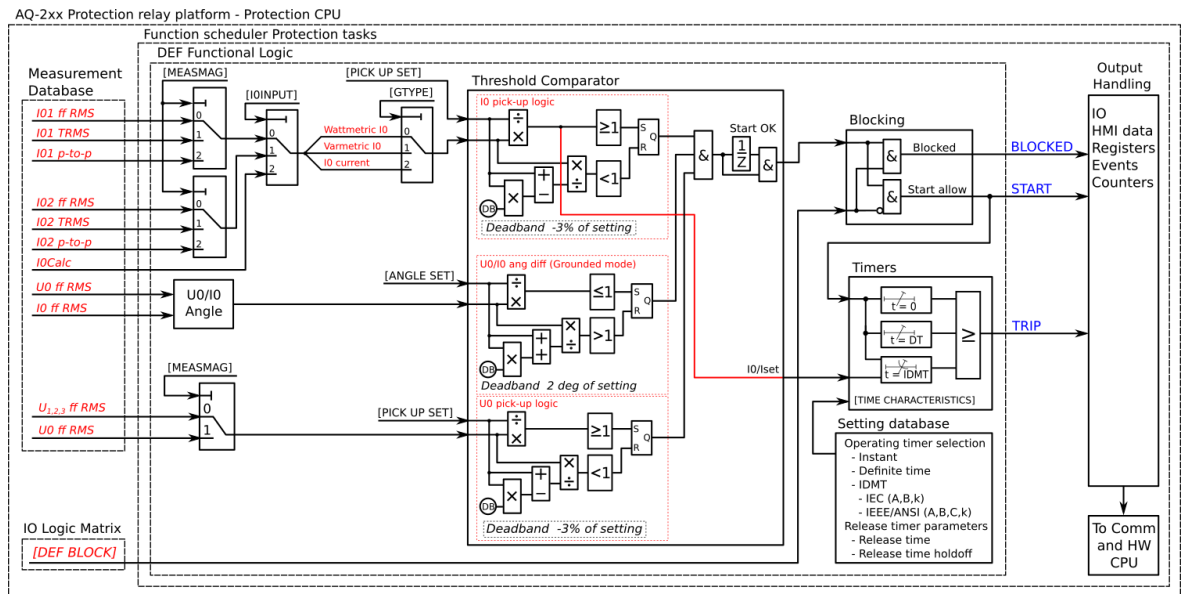 AQ-2xx Protection relay platform - Protection CPU
Function scheduler Protection tasks
DEF Functional Logic
Measurement
Database
I01 ff RMS
I01 TRMS
I01 p-to-p
I02 ff RMS
I02 TRMS
I02 p-to-p
I0Calc
U0 ff RMS
I0 ff RMS
U1,2,3 ff RMS
U0 ff RMS
IO Logic Matrix
[DEF BLOCK]
[MEASMAG]
0
1
2
0
1
2
[I0INPUT]
0
1
2
Wattmetric I0
Varmetric I0
I0 current
[PICK UP SET]
[GTYPE]
0
1
2
U0/I0
Angle
[MEASMAG]
0
1
[ANGLE SET]
[PICK UP SET]
Threshold Comparator
I0 pick-up logic
÷
×
≥1
S
R
Q
+
−
×
÷
<1
DB
×
Deadband -3% of setting
U0/I0 ang diff (Grounded mode)
÷
×
≤1
S
R
Q
+
+
×
÷
>1
DB
×
Deadband 2 deg of setting
U0 pick-up logic
÷
×
≥1
S
R
Q
+
−
×
÷
<1
DB
×
Deadband -3% of setting
&
Start OK
1
Z
&
I0/Iset
Blocking
&
Blocked
&
Start allow
BLOCKED
START
Timers
t = 0
t = DT
t = IDMT
≥
[TIME CHARACTERISTICS]
TRIP
Setting database
Operating timer selection
- Instant
- Definite time
- IDMT
- IEC (A,B,k)
- IEEE/ANSI (A,B,C,k)
Release timer parameters
- Release time
- Release time holdoff
Output
Handling
IO
HMI data
Registers
Events
Counters
To Comm
and HW
CPU